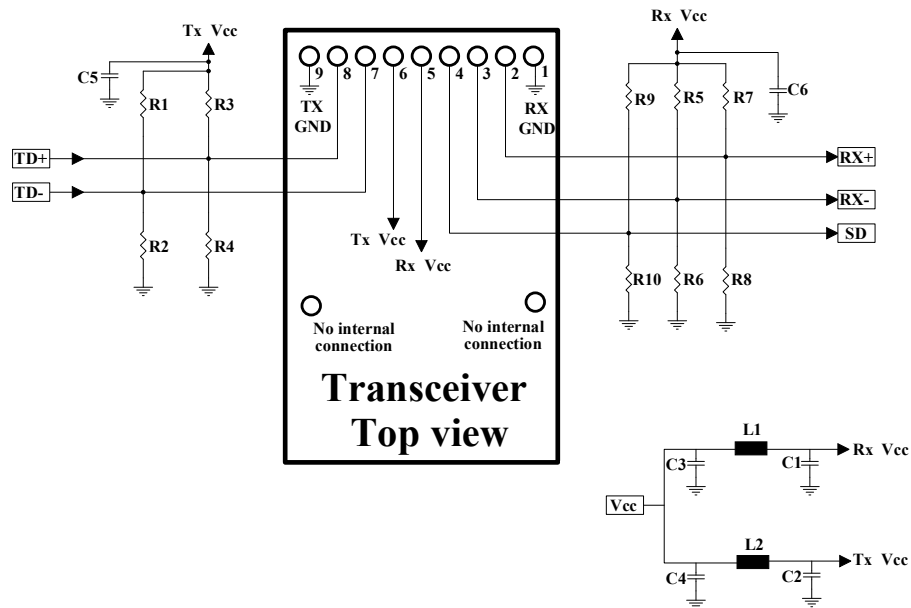 Tx Vcc
Rx Vcc
C5
R1
R3
9 8 7 6 5 4 3 2 1
TX
GND
RX
GND
R9
R5
R7
C6
TD+
RX+
TD-
RX-
SD
Tx Vcc
Rx Vcc
R2
R4
R10
R6
R8
No internal
connection
No internal
connection
Transceiver
Top view
L1
C3
C1
Rx Vcc
Vcc
L2
C4
C2
Tx Vcc